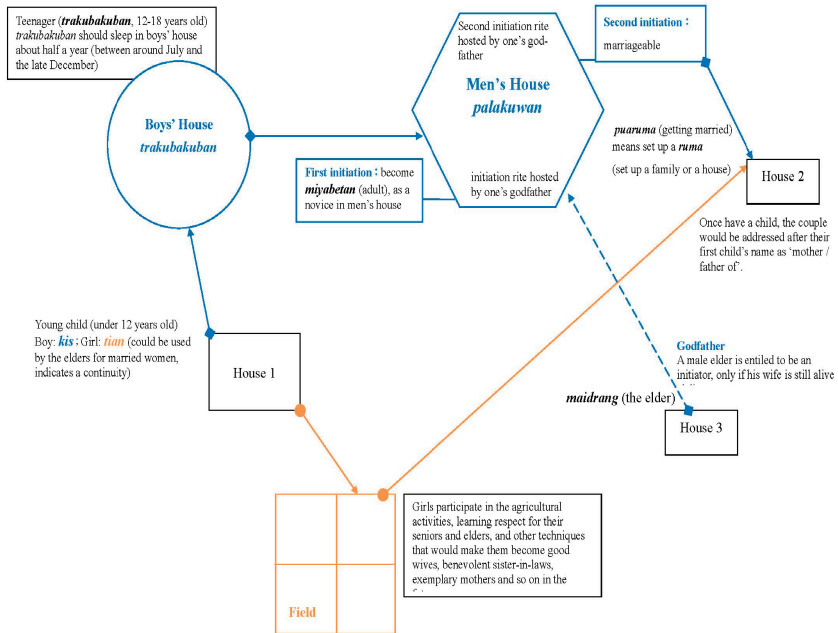 Teenager (trakubakuban, 12-18 years old)
trakubakuban should sleep in boys’ house
about half a year (between around July and
the late December)
Boys’ House
trakubakuban
Second initiation rite
hosted by one’s god-
father
Men’s House
palakuwan
initiation rite hosted
by one’s godfather
Second initiation：
marriageable
First initiation：become
miyabetan (adult), as a
novice in men’s house
puaruma (getting married)
means set up a ruma
(set up a family or a house)
House 2
Once have a child, the couple
would be addressed after their
first child’s name as ‘mother /
father of’.
Young child (under 12 years old)
Boy: kis；Girl: tian (could be used
by the elders for married women,
indicates a continuity)
House 1
Godfather
A male elder is entiled to be an
initiator, only if his wife is still alive
maidrang (the elder)
House 3
Girls participate in the agricultural
activities, learning respect for their
seniors and elders, and other techniques
that would make them become good
wives, benevolent sister-in-laws,
exemplary mothers and so on in the
Field